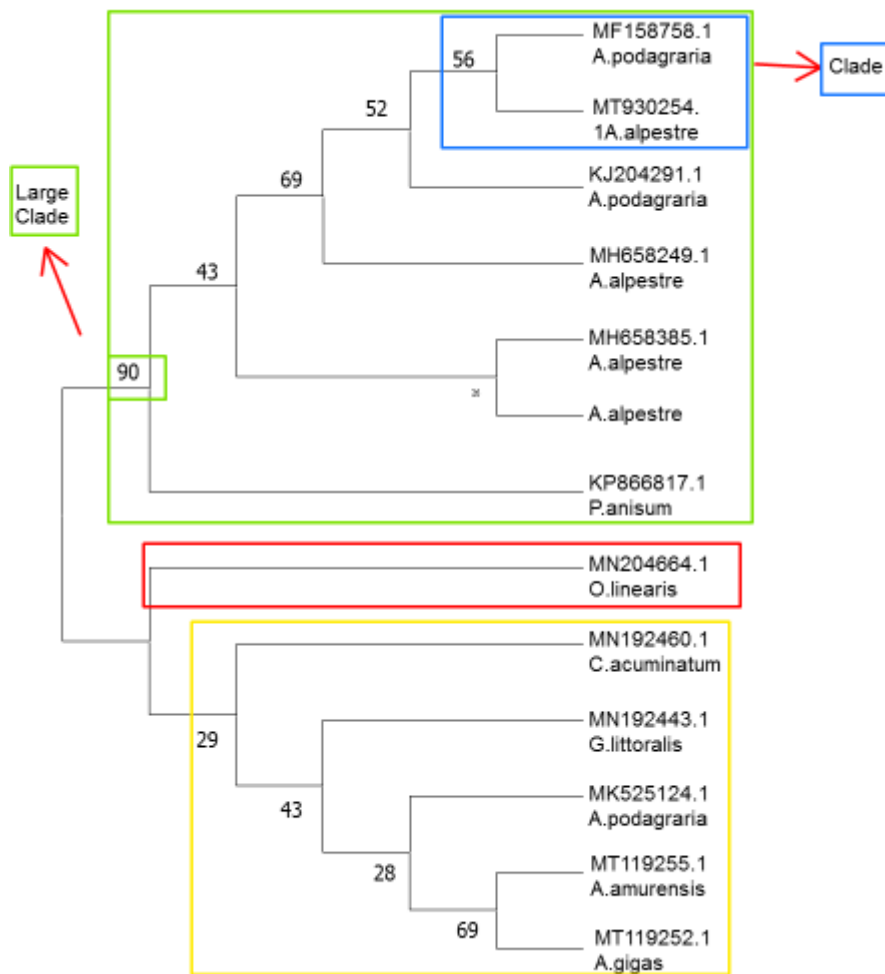 MF158758.1
A.podagraria
56
Clade
52
MT930254.
1A.alpestre
KJ204291.1
A.podagraria
69
Large
Clade
43
MH658249.1
A.alpestre
MH658385.1
A.alpestre
90
A.alpestre
KP866817.1
P.anisum
MN204664.1
O.linearis
MN192460.1
C.acuminatum
29
MN192443.1
G.littoralis
43
MK525124.1
A.podagraria
28
MT119255.1
A.amurensis
69
MT119252.1
A.gigas